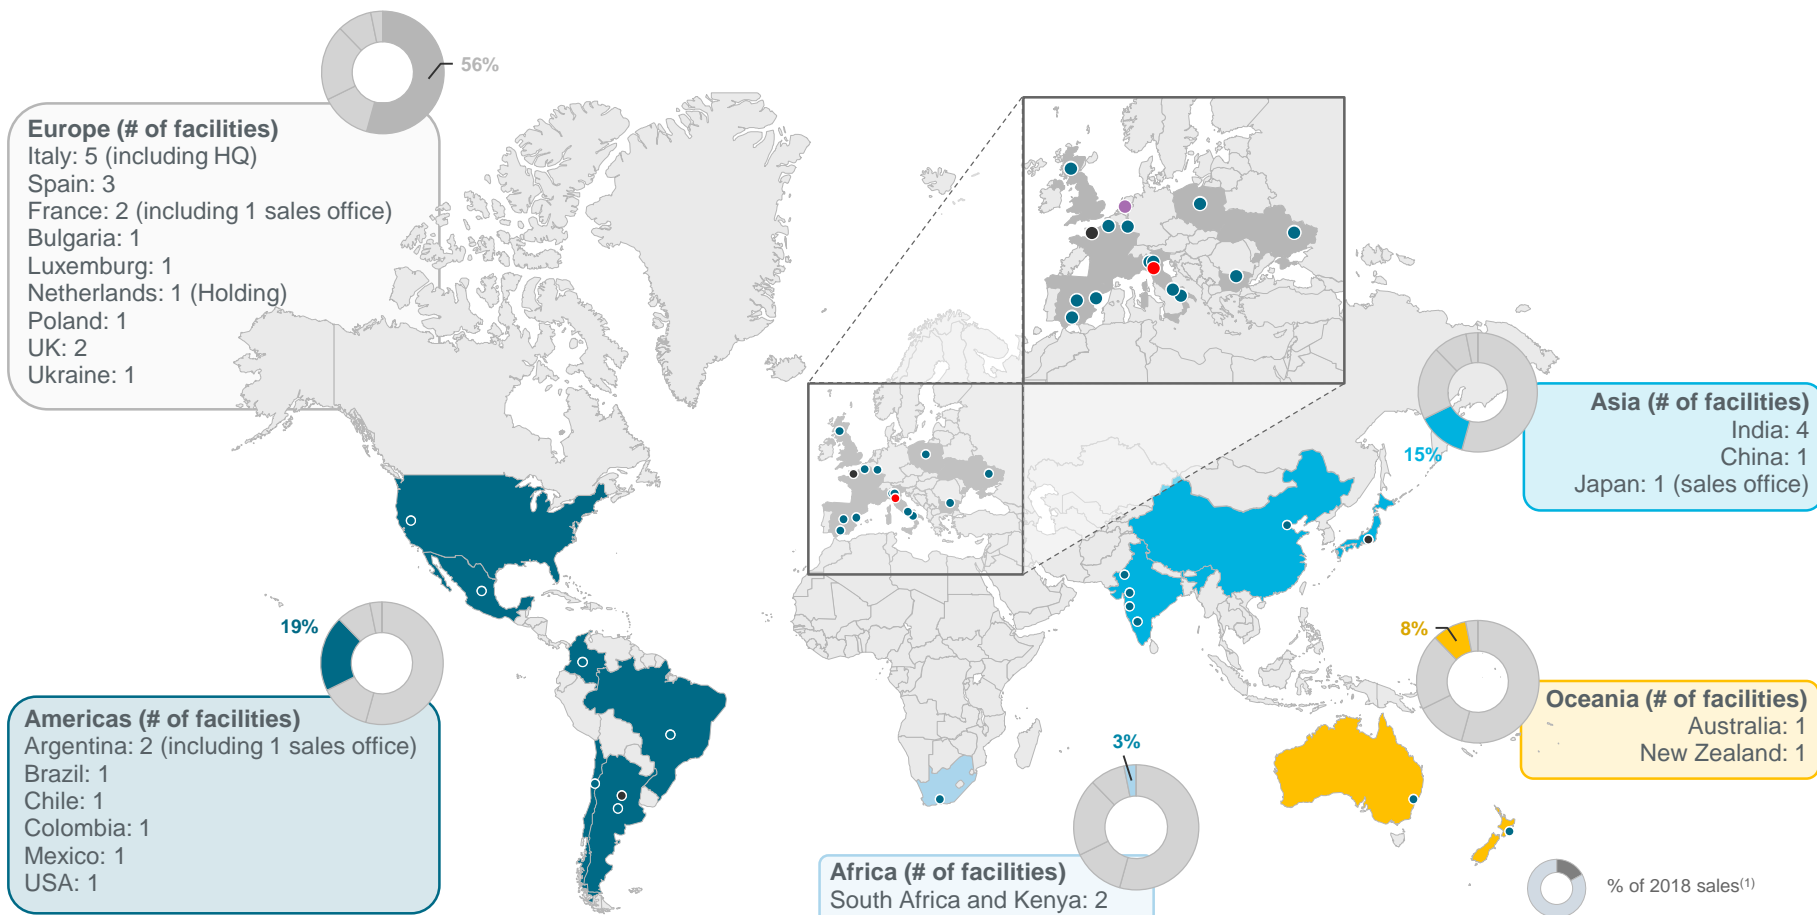 56%
Europe (# of facilities)
Italy: 5 (including HQ)
Spain: 3
France: 2 (including 1 sales office)
Bulgaria: 1
Luxemburg: 1
Netherlands: 1 (Holding)
Poland: 1
UK: 2
Ukraine: 1
15%
Asia (# of facilities)
India: 4
China: 1
Japan: 1 (sales office)
19%
Americas (# of facilities)
Argentina: 2 (including 1 sales office)
Brazil: 1
Chile: 1
Colombia: 1
Mexico: 1
USA: 1
8%
Oceania (# of facilities)
Australia: 1
New Zealand: 1
3%
Africa (# of facilities)
South Africa and Kenya: 2
% of 2018 sales(1)